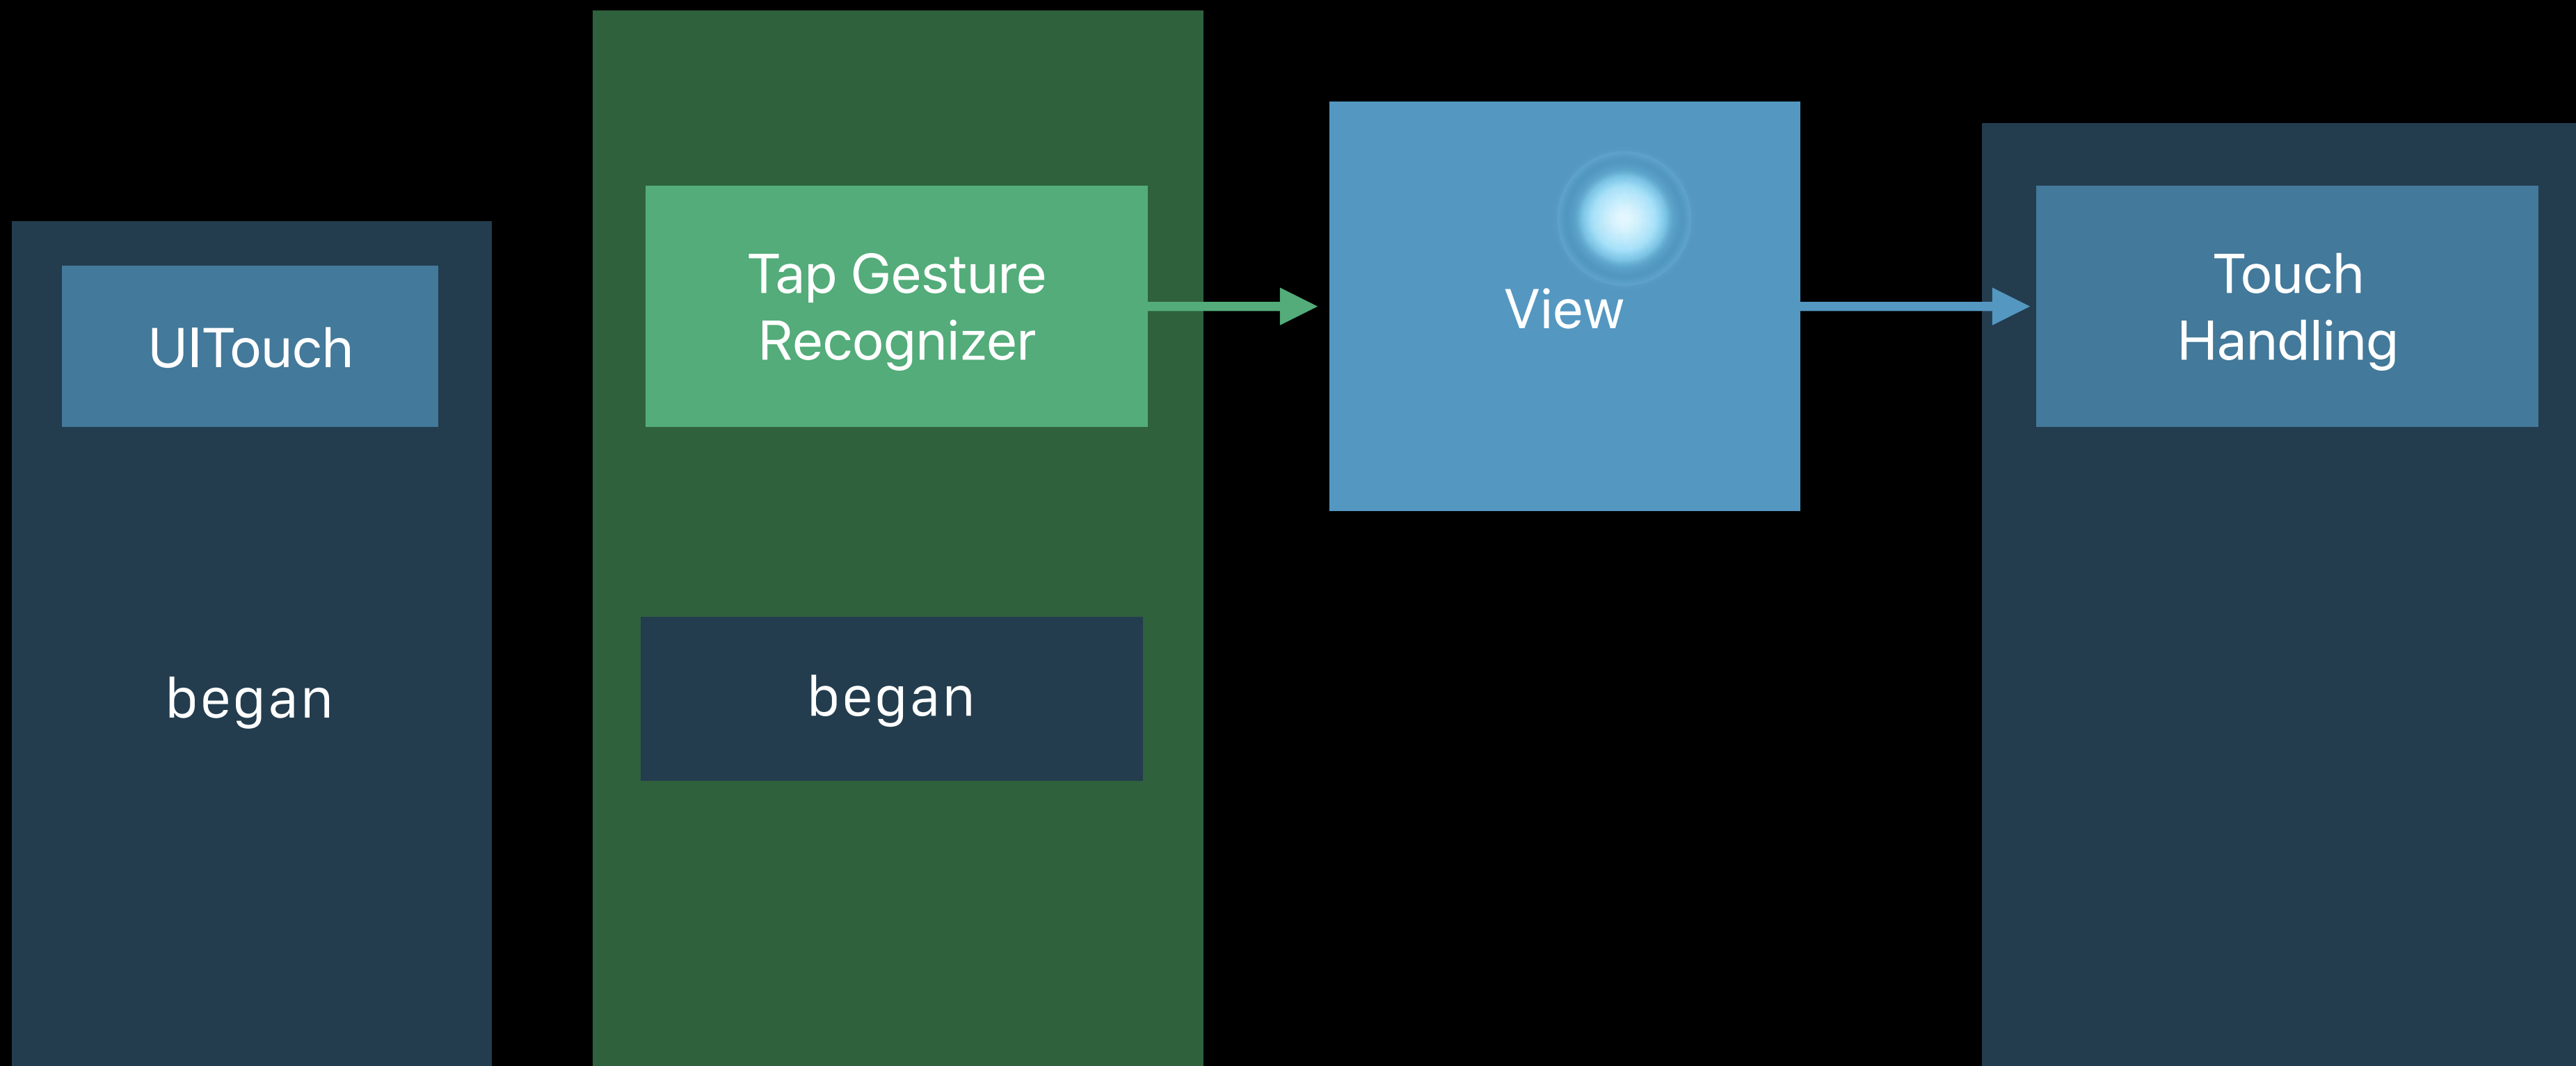 UITouch
Tap Gesture
Recognizer
View
Touch
Handling
began
began